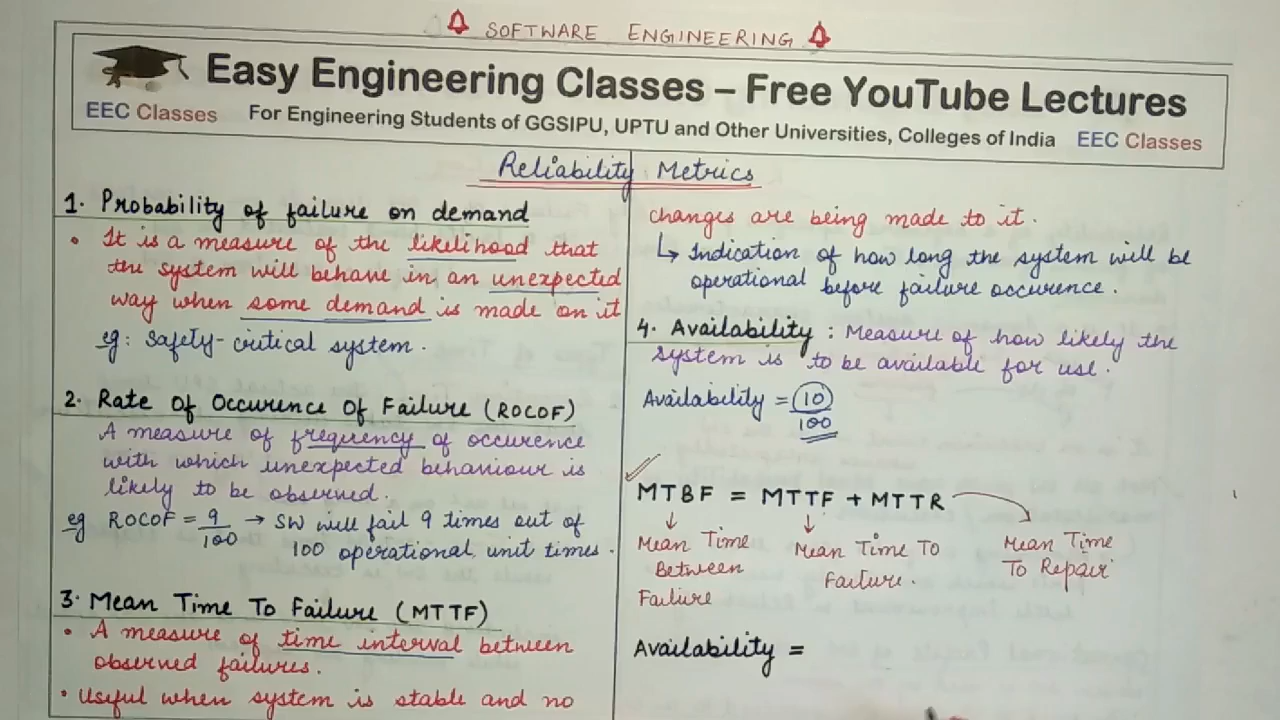 SOFTWARE ENGINEERING
Easy Engineering Classes – Free YouTube Lectures
EEC Classes For Engineering Students of GGSIPU, UPTU and Other Universities, Colleges of India EEC Classes
Reliability Metrics
1. Probability of failure on demand
• It is a measure of the likelihood that
the system will behave in an unexpected
way when some demand is made on it
eg: Safety-critical system.
2. Rate Of Occurence Of Failure (ROCOF)
A measure of frequency of occurence
with which unexpected behaviour is
likely to be observed.
eg ROCOF = 9/100 → SW will fail 9 times out of
100 operational unit times.
3. Mean Time To Failure (MTTF)
• A measure of time interval between
observed failures.
• Useful when system is stable and no
changes are being made to it.
↳ Indication of how long the system will be
operational before failure occurence.
4. Availability : Measure of how likely the
system is to be available for use.
Availability = 10/100
MTBF = MTTF + MTTR
Mean Time Between Failure
Mean Time To Failure.
Mean Time To Repair
Availability =